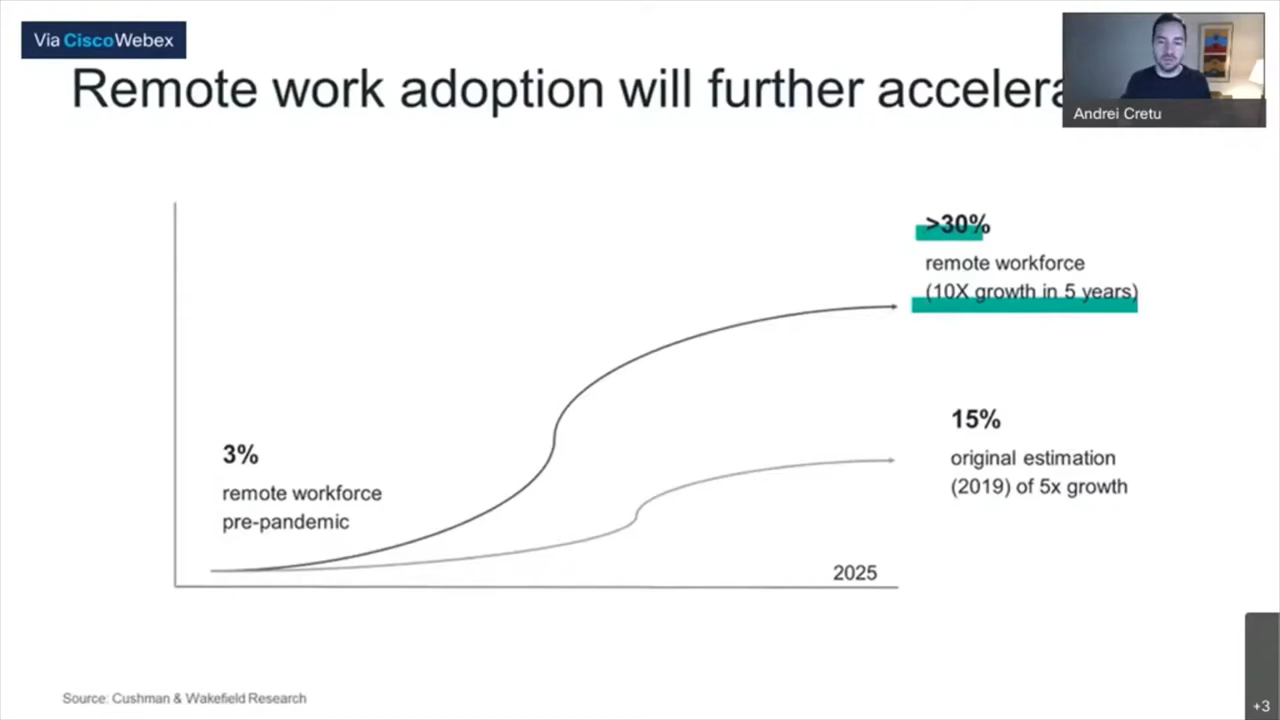 Via CiscoWebex
Remote work adoption will further accelera
Andrei Cretu
>30%
remote workforce
(10X growth in 5 years)
15%
original estimation
(2019) of 5x growth
3%
remote workforce
pre-pandemic
2025
Source: Cushman & Wakefield Research
+3